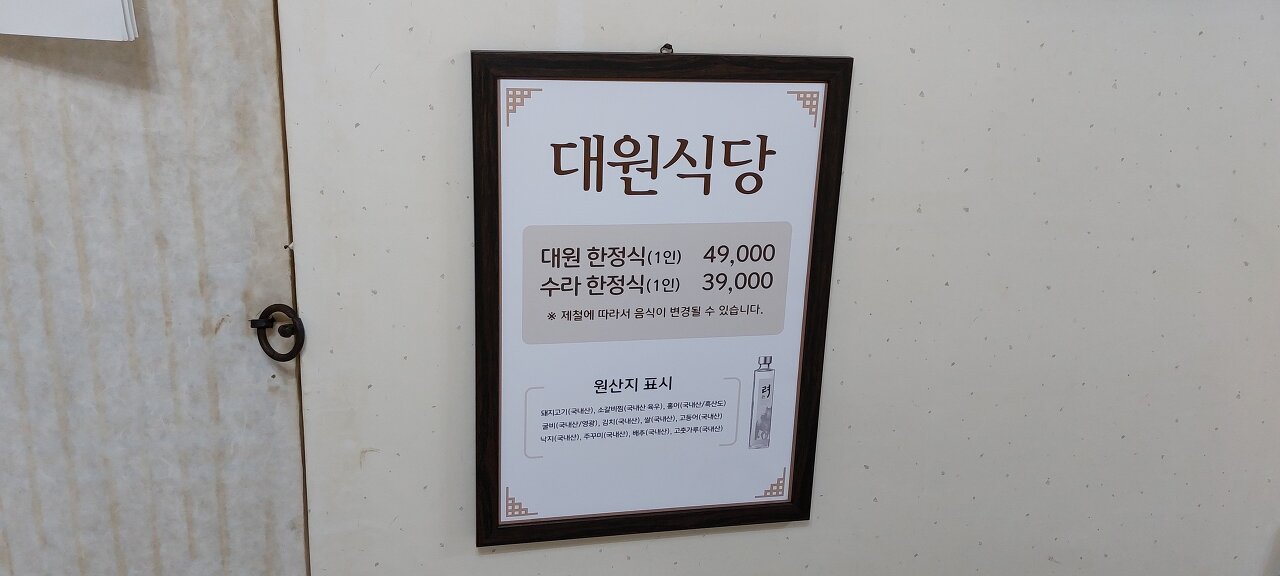 대원식당
대원 한정식(1인) 49,000
수라 한정식(1인) 39,000
※ 제철에 따라서 음식이 변경될 수 있습니다.
원산지 표시
돼지고기(국내산), 소갈비찜(국내산 육우), 홍어(국내산/흑산도)
굴비(국내산/영광), 김치(국내산), 쌀(국내산), 고등어(국내산)
낙지(국내산), 주꾸미(국내산), 배추(국내산), 고춧가루(국내산)
려